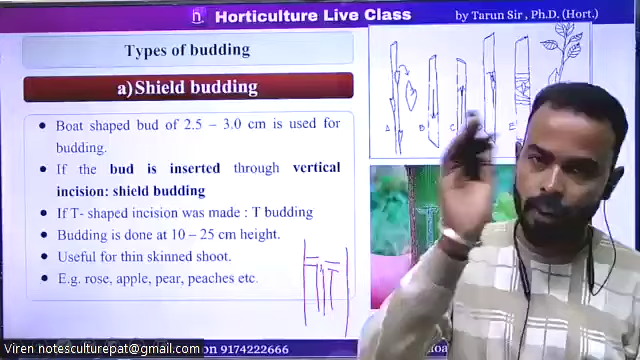 n
Horticulture Live Class
by Tarun Sir , Ph.D. (Hort.)
Types of budding
a) Shield budding
• Boat shaped bud of 2.5 – 3.0 cm is used for
budding.
• If the bud is inserted through vertical
incision: shield budding
• If T- shaped incision was made : T budding
• Budding is done at 10 – 25 cm height.
• Useful for thin skinned shoot.
• E.g. rose, apple, pear, peaches etc.
A B C E
Viren notesculturepat@gmail.com
on 9174222666